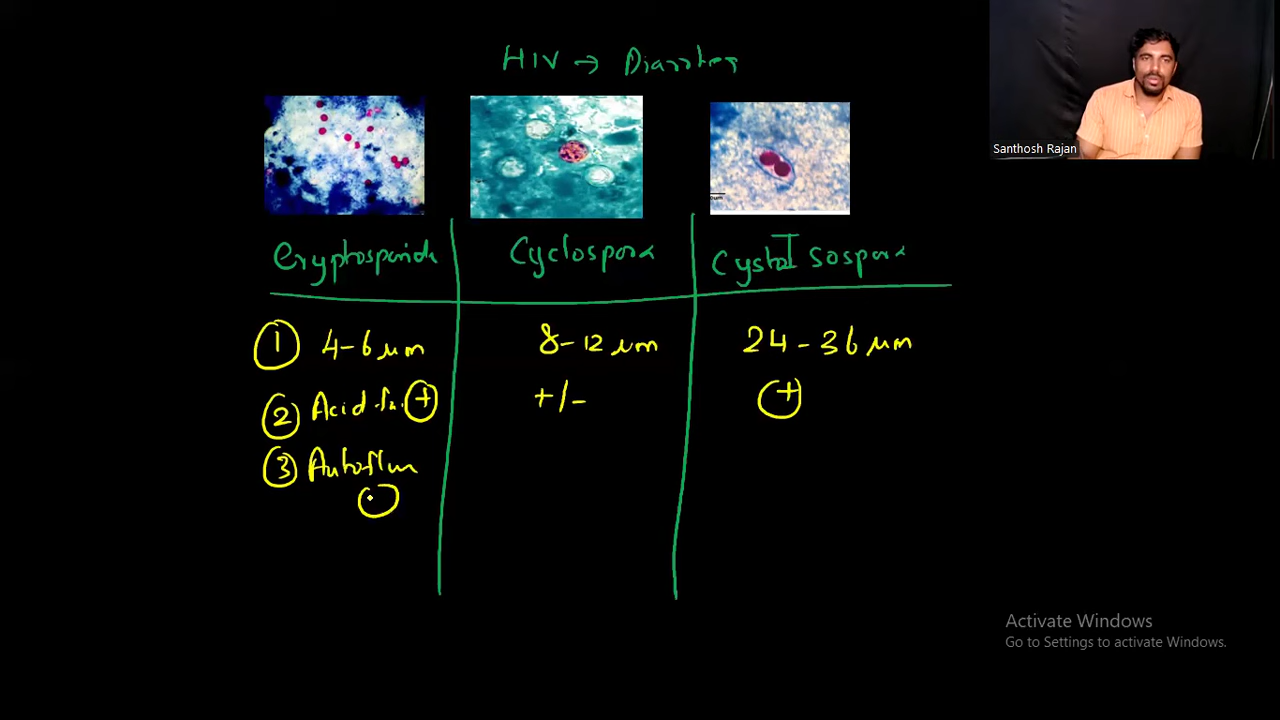 HIV → Diarrhea
Santhosh Rajan
Cryptosporidia Cyclospora CystoIsospora
① 4-6 μm 8-12 μm 24-36 μm
② Acid-fa. + +/- +
③ Autoflu
Activate Windows
Go to Settings to activate Windows.